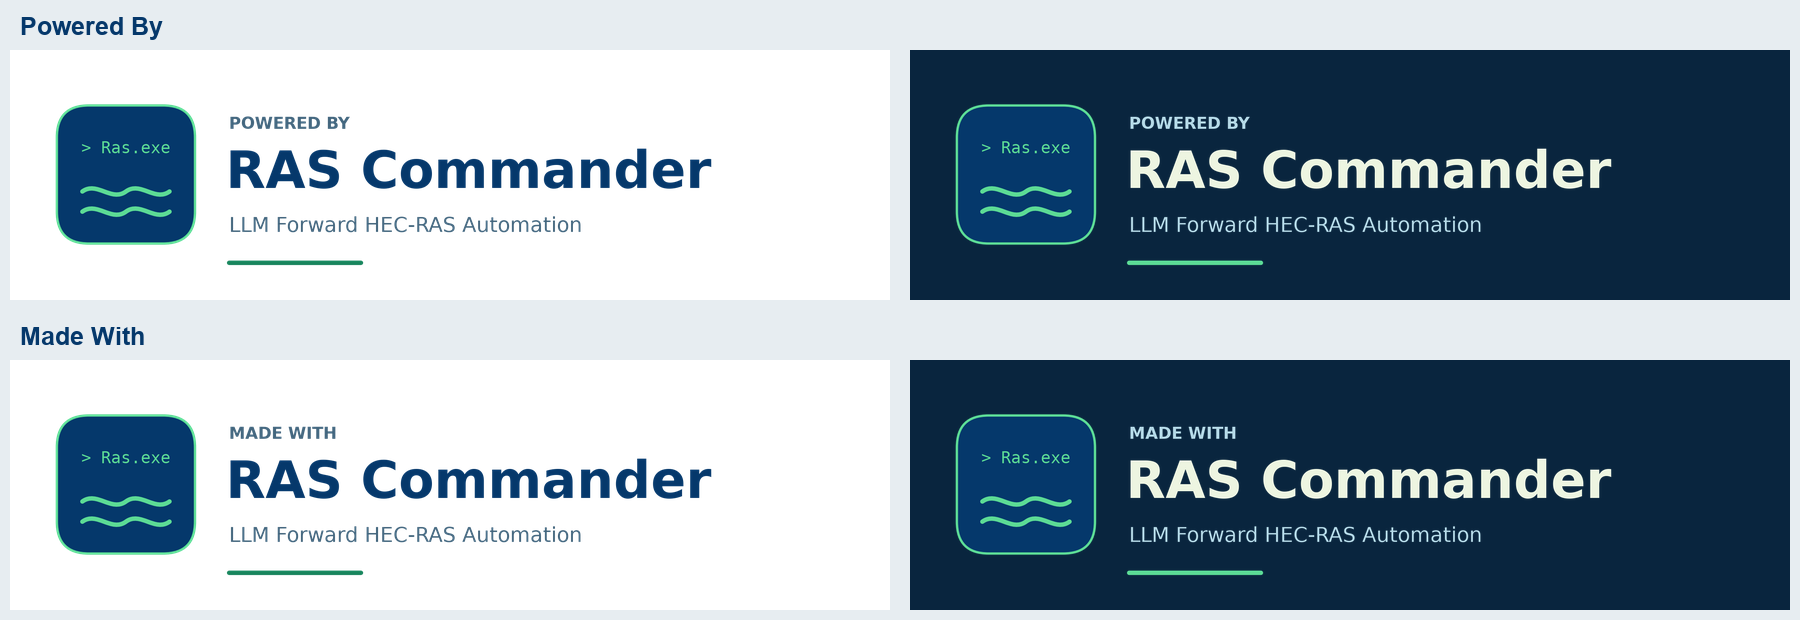 Powered By
> Ras.exe
POWERED BY
RAS Commander
LLM Forward HEC-RAS Automation
> Ras.exe
POWERED BY
RAS Commander
LLM Forward HEC-RAS Automation
Made With
> Ras.exe
MADE WITH
RAS Commander
LLM Forward HEC-RAS Automation
> Ras.exe
MADE WITH
RAS Commander
LLM Forward HEC-RAS Automation